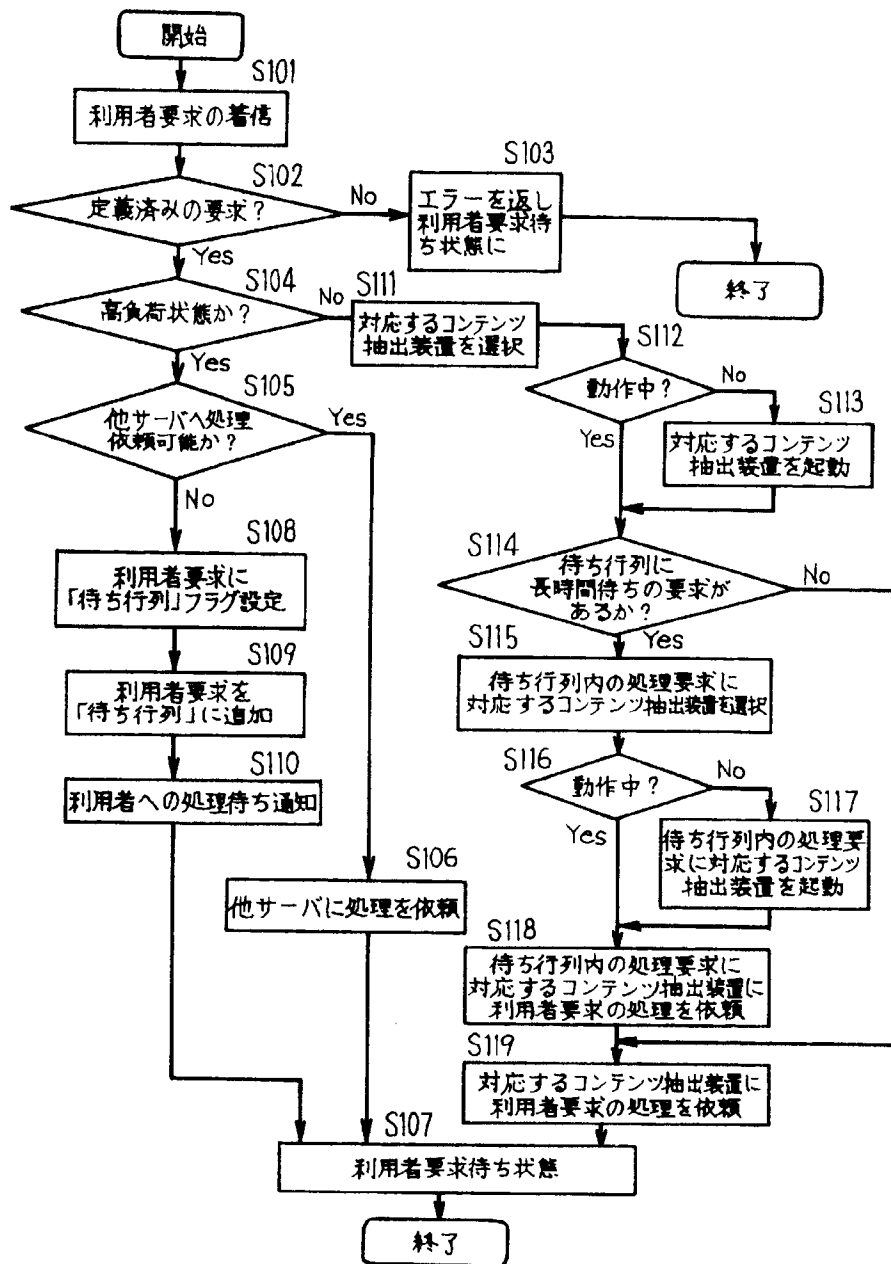 開始
S101
利用者要求の着信
S102
定義済みの要求?
No
S103
エラーを返し
利用者要求待
ち状態に
終了
Yes
S104
高負荷状態か?
No
S111
対応するコンテンツ
抽出装置を選択
S112
動作中?
No
S113
対応するコンテンツ
抽出装置を起動
Yes
Yes
S105
他サーバへ処理
依頼可能か?
Yes
No
S108
利用者要求に
「待ち行列」フラグ設定
S109
利用者要求を
「待ち行列」に追加
S110
利用者への処理待ち通知
S106
他サーバに処理を依頼
S114
待ち行列に
長時間待ちの要求が
あるか?
No
Yes
S115
待ち行列内の処理要求に
対応するコンテンツ抽出装置を選択
S116
動作中?
No
S117
待ち行列内の処理要
求に対応するコンテンツ
抽出装置を起動
Yes
S118
待ち行列内の処理要求に
対応するコンテンツ抽出装置に
利用者要求の処理を依頼
S119
対応するコンテンツ抽出装置に
利用者要求の処理を依頼
S107
利用者要求待ち状態
終了